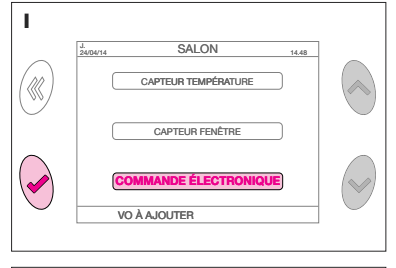 I
J.
24/04/14 SALON 14.48
CAPTEUR TEMPÉRATURE
CAPTEUR FENÊTRE
COMMANDE ÉLECTRONIQUE
VO À AJOUTER